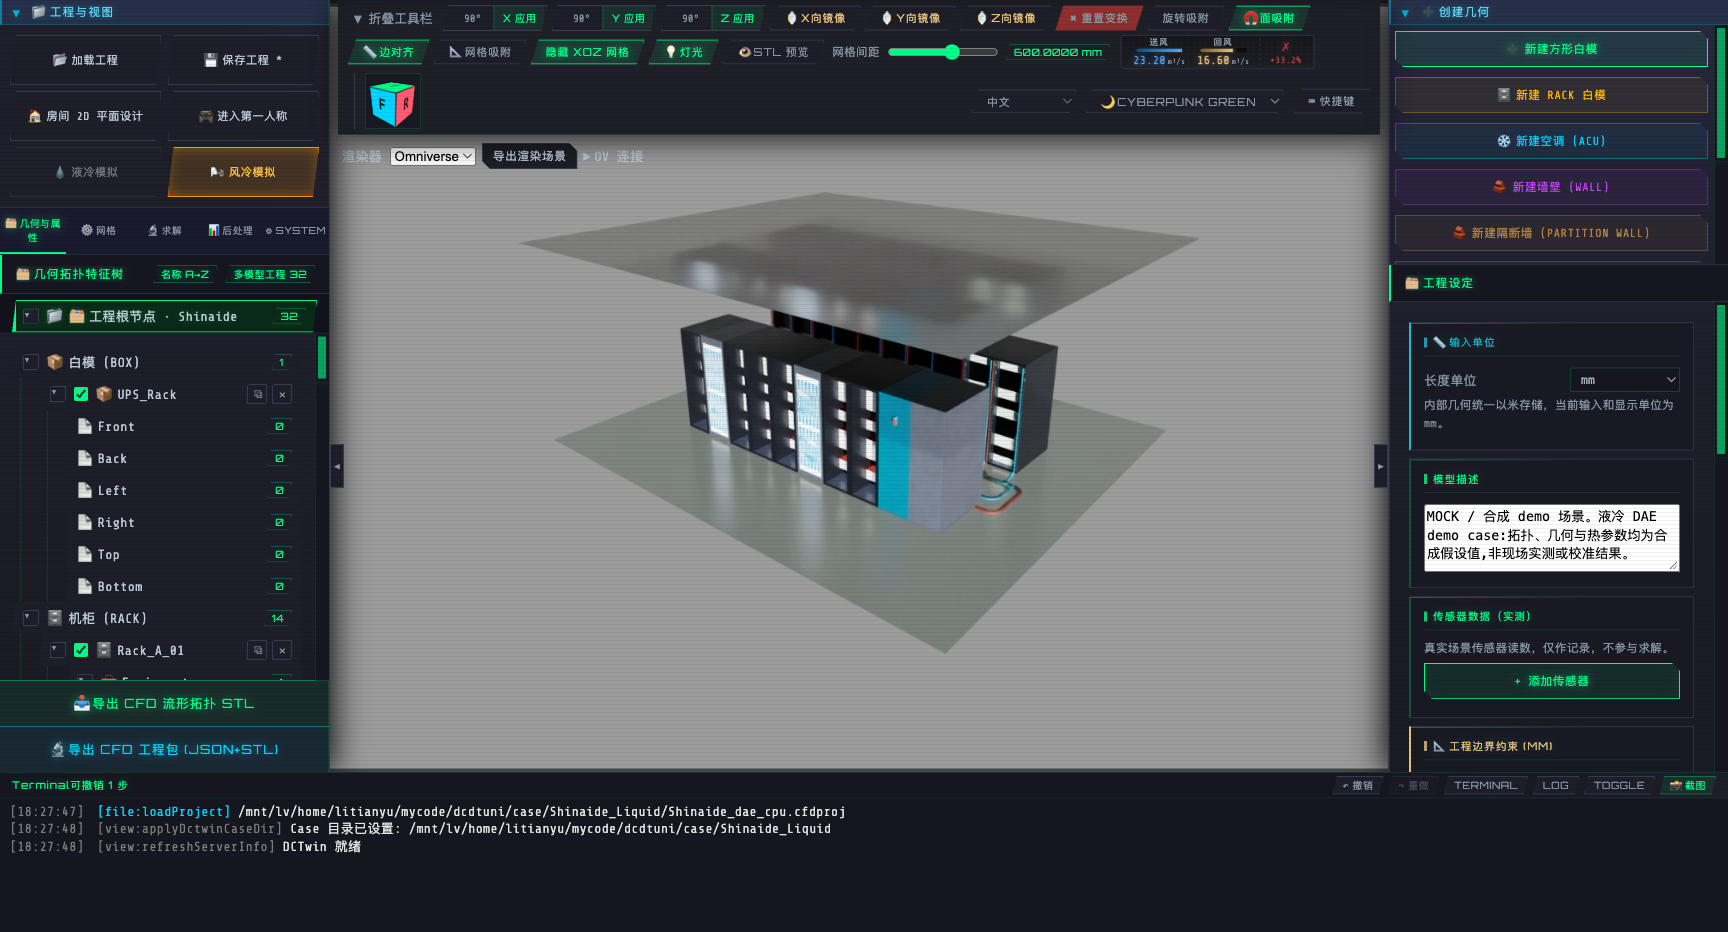 ▼ 工程与视图
加载工程
保存工程 *
房间 2D 平面设计
进入第一人称
液冷模拟
风冷模拟
几何与属性
网格
求解
后处理
SYSTEM
几何拓扑特征树
名称 A→Z
多模型工程 32
工程根节点 · Shinaide
32
白模 (BOX)
1
UPS_Rack
Front
Back
Left
Right
Top
Bottom
机柜 (RACK)
14
Rack_A_01
导出 CFD 流形拓扑 STL
导出 CFD 工程包 (JSON+STL)
▼ 折叠工具栏
90° X 应用
90° Y 应用
90° Z 应用
X向镜像
Y向镜像
Z向镜像
✖ 重置变换
旋转吸附
面吸附
边对齐
网格吸附
隐藏 XOZ 网格
灯光
STL 预览
网格间距
600.0000 mm
送风
23.20 m³/s
回风
16.60 m³/s
✗
+33.2%
F R
中文
CYBERPUNK GREEN
快捷键
渲染器
Omniverse
导出渲染场景
▶ OV 连接
▼ 创建几何
新建方形白模
新建 RACK 白模
新建空调 (ACU)
新建墙壁 (WALL)
新建隔断墙 (PARTITION WALL)
工程设定
输入单位
长度单位
mm
内部几何统一以米存储, 当前输入和显示单位为
mm。
模型描述
MOCK / 合成 demo 场景。液冷 DAE
demo case:拓扑、几何与热参数均为合
成假设值,非现场实测或校准结果。
传感器数据 (实测)
真实场景传感器读数, 仅作记录, 不参与求解。
+ 添加传感器
工程边界约束 (MM)
Terminal可撤销 1 步
撤销
重做
TERMINAL
LOG
TOGGLE
截图
[18:27:47] [file:loadProject] /mnt/lv/home/litianyu/mycode/dcdtuni/case/Shinaide_Liquid/Shinaide_dae_cpu.cfdproj
[18:27:48] [view:applyDctwinCaseDir] Case 目录已设置: /mnt/lv/home/litianyu/mycode/dcdtuni/case/Shinaide_Liquid
[18:27:48] [view:refreshServerInfo] DCTwin 就绪